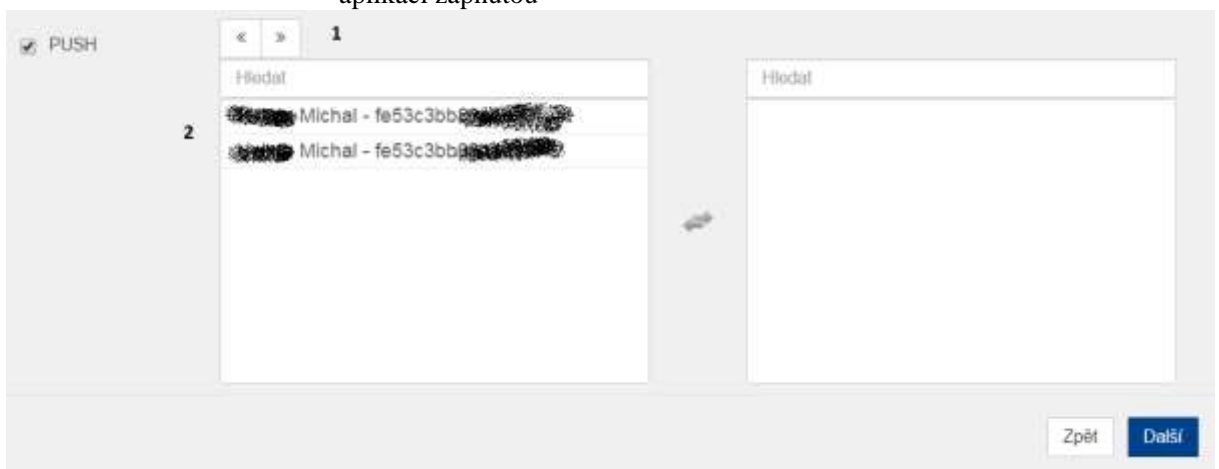 aplikaci zapnutou
PUSH
« » 1
Hledat
Hledat
2
Michal - fe53c3bb
Michal - fe53c3bb
Zpět
Další